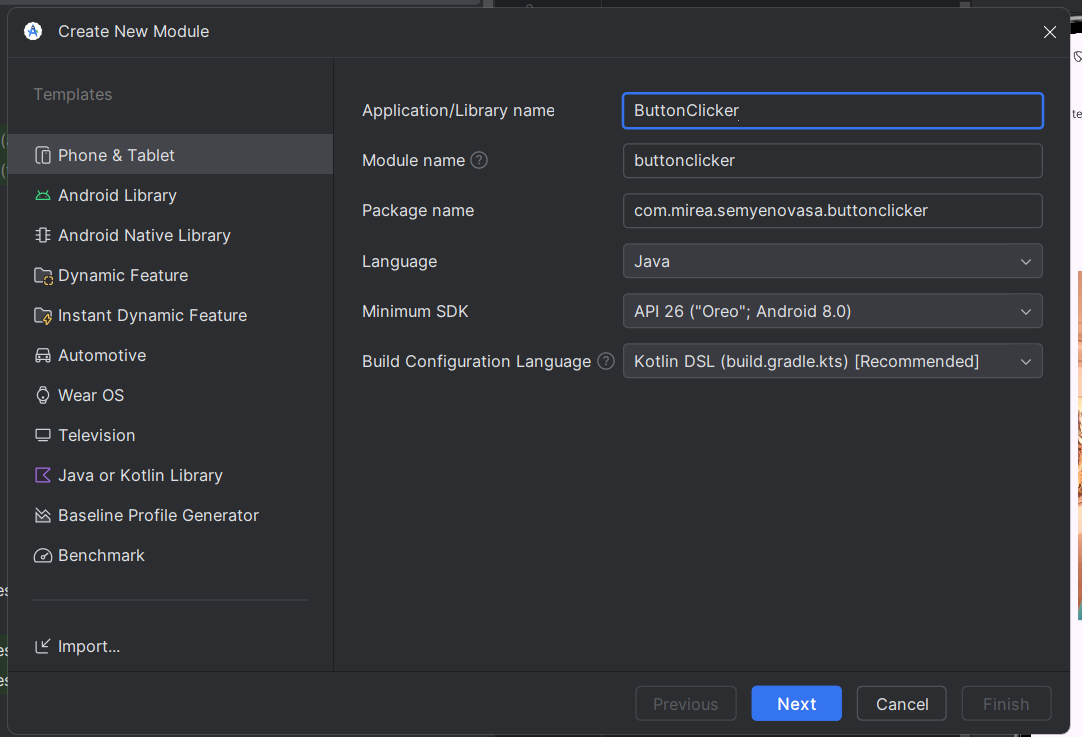 Create New Module
Templates
Phone & Tablet
Android Library
Android Native Library
Dynamic Feature
Instant Dynamic Feature
Automotive
Wear OS
Television
Java or Kotlin Library
Baseline Profile Generator
Benchmark
Import...
Application/Library name
ButtonClicker
Module name ?
buttonclicker
Package name
com.mirea.semyenovasa.buttonclicker
Language
Java
Minimum SDK
API 26 ("Oreo"; Android 8.0)
Build Configuration Language ?
Kotlin DSL (build.gradle.kts) [Recommended]
Previous
Next
Cancel
Finish